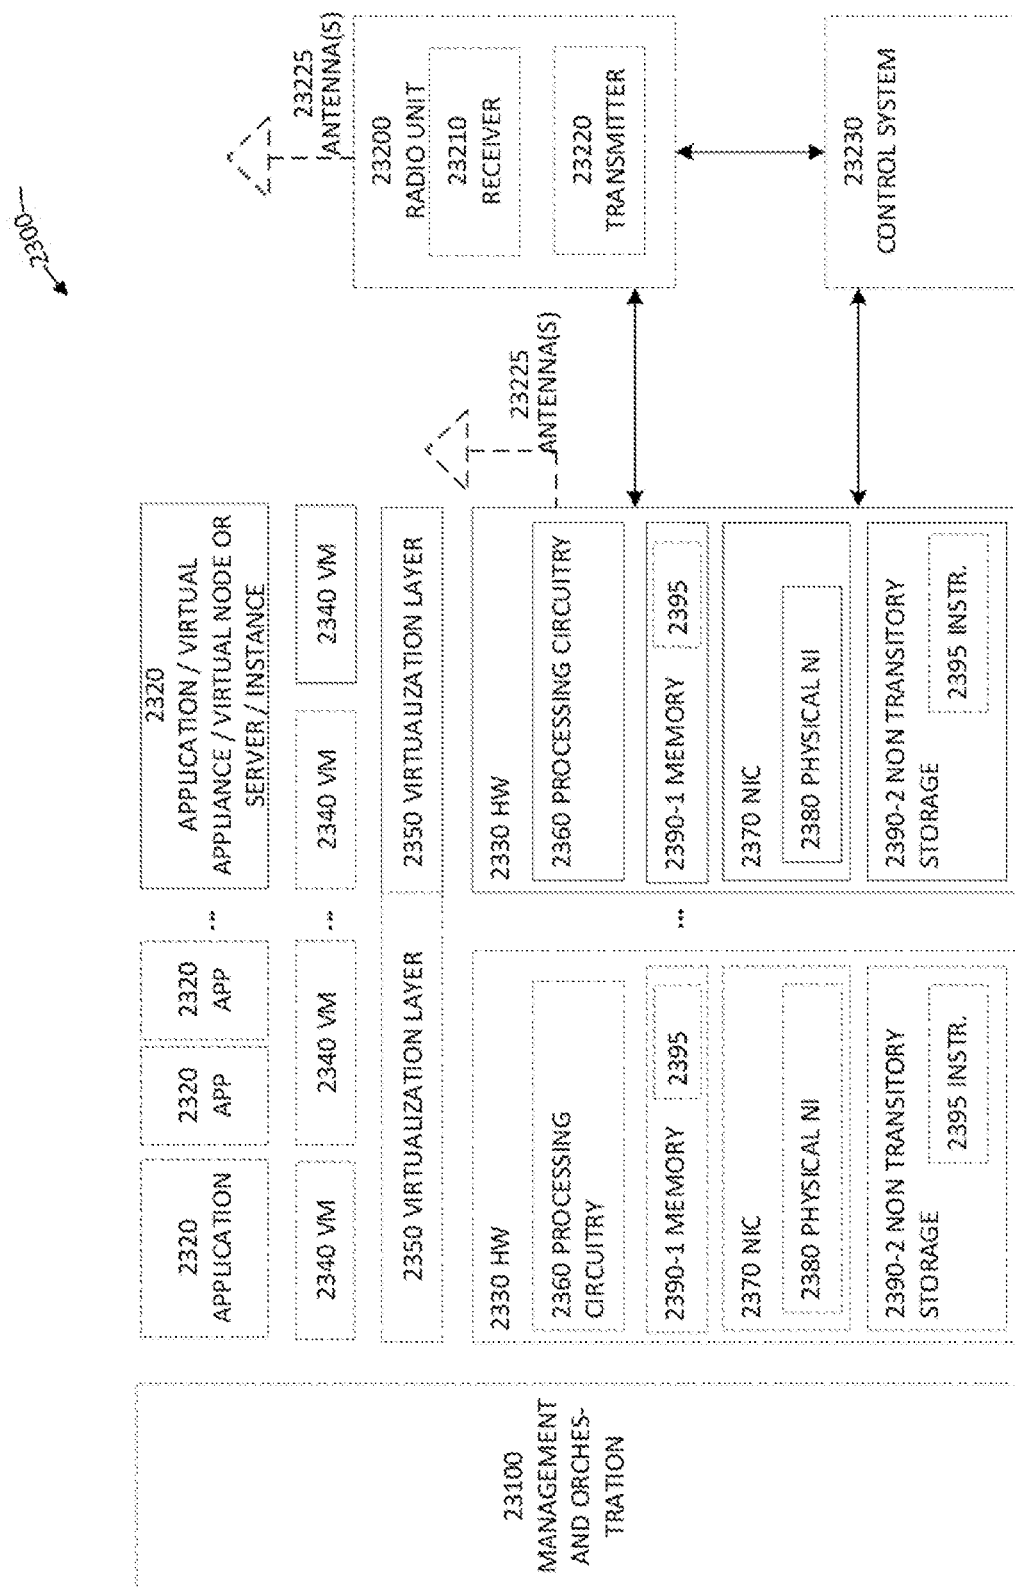 2300
23100
MANAGEMENT
AND ORCHES-
TRATION
2320
APPLICATION
2320
APP
2320
APP
...
2320
APPLICATION / VIRTUAL
APPLIANCE / VIRTUAL NODE OR
SERVER / INSTANCE
2340 VM
2340 VM
...
2340 VM
2340 VM
2350 VIRTUALIZATION LAYER
2350 VIRTUALIZATION LAYER
2330 HW
2360 PROCESSING
CIRCUITRY
2390-1 MEMORY
2395
2370 NIC
2380 PHYSICAL NI
2390-2 NON TRANSITORY
STORAGE
2395 INSTR.
...
2330 HW
2360 PROCESSING CIRCUITRY
2390-1 MEMORY
2395
2370 NIC
2380 PHYSICAL NI
2390-2 NON TRANSITORY
STORAGE
2395 INSTR.
23225
ANTENNA(S)
23225
ANTENNA(S)
23200
RADIO UNIT
23210
RECEIVER
23220
TRANSMITTER
23230
CONTROL SYSTEM